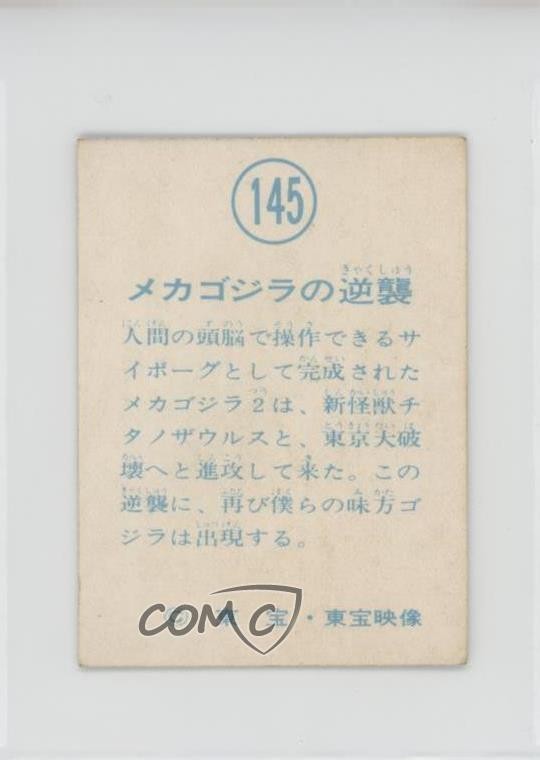 145
メカゴジラの逆襲
人間の頭脳で操作できるサ
イボーグとして完成された
メカゴジラ2は、新怪獣チ
タノザウルスと、東京大破
壊へと進攻して来た。この
逆襲に、再び僕らの味方ゴ
ジラは出現する。
©東宝・東宝映像
COMC